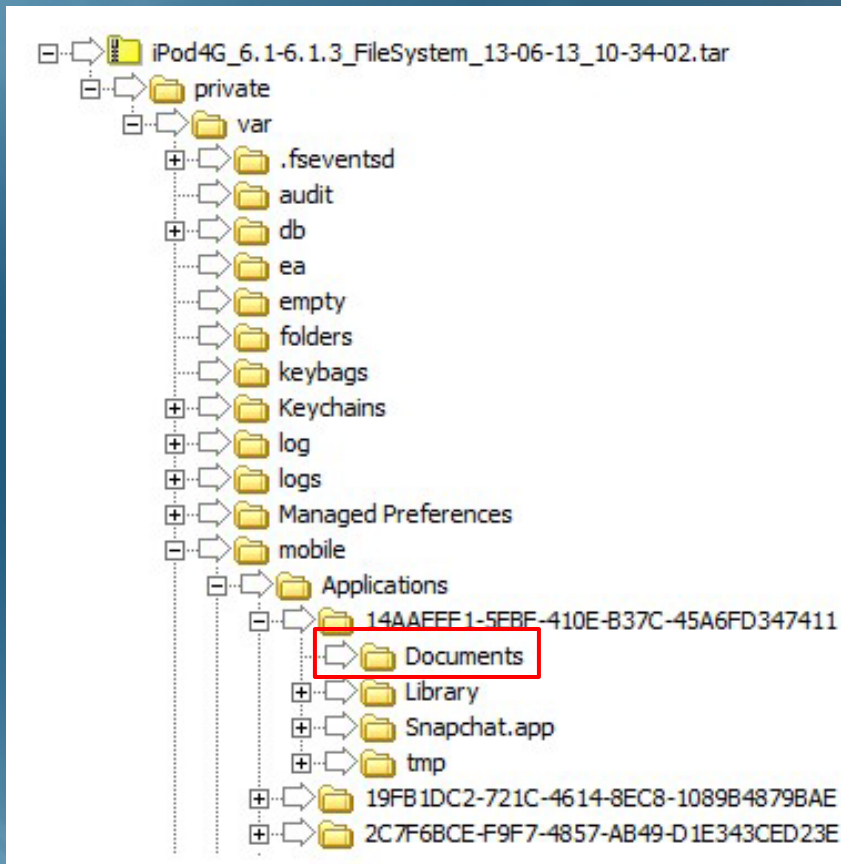 iPod4G_6.1-6.1.3_FileSystem_13-06-13_10-34-02.tar
private
var
.fseventsd
audit
db
ea
empty
folders
keybags
Keychains
log
logs
Managed Preferences
mobile
Applications
14AAEEE1-5EBE-410E-B37C-45A6FD347411
Documents
Library
Snapchat.app
tmp
19FB1DC2-721C-4614-8EC8-1089B4879BAE
2C7F6BCE-F9F7-4857-AB49-D1E343CED23E